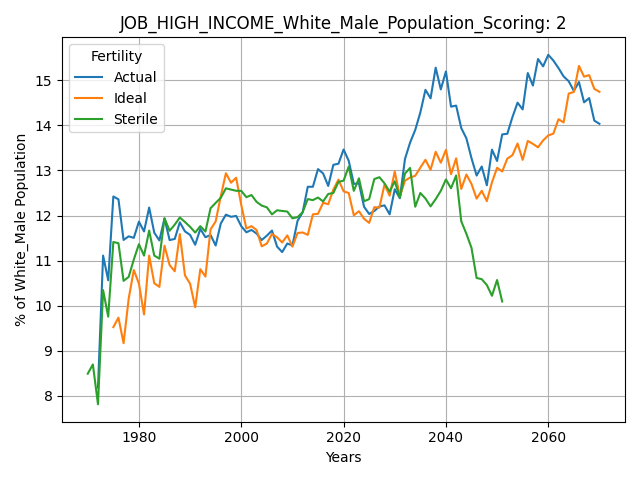 JOB_HIGH_INCOME_White_Male_Population_Scoring: 2
Fertility
Actual
Ideal
Sterile
% of White_Male Population
15
14
13
12
11
10
9
8
1980
2000
2020
2040
2060
Years